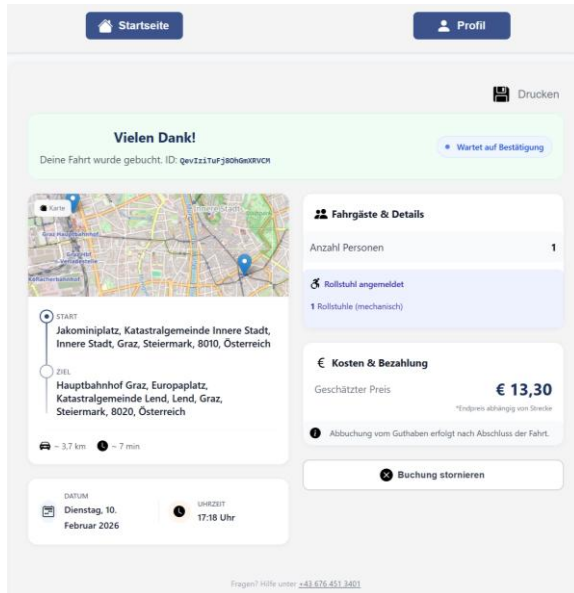 Startseite
Profil
Drucken
Vielen Dank!
Deine Fahrt wurde gebucht. ID: QevIziTuFj8OhGmXRVCM
Wartet auf Bestätigung
Karte
Innere Stadt
Graz Hauptbahnhof
START
Jakominiplatz, Katastralgemeinde Innere Stadt,
Innere Stadt, Graz, Steiermark, 8010, Österreich
ZIEL
Hauptbahnhof Graz, Europaplatz,
Katastralgemeinde Lend, Lend, Graz,
Steiermark, 8020, Österreich
~ 3,7 km
~ 7 min
DATUM
Dienstag, 10.
Februar 2026
UHRZEIT
17:18 Uhr
Fahrgäste & Details
Anzahl Personen
1
Rollstuhl angemeldet
1 Rollstuhle (mechanisch)
€ Kosten & Bezahlung
Geschätzter Preis
€ 13,30
*Endpreis abhängig von Strecke
Abbuchung vom Guthaben erfolgt nach Abschluss der Fahrt.
Buchung stornieren
Fragen? Hilfe unter +43 676 451 3401